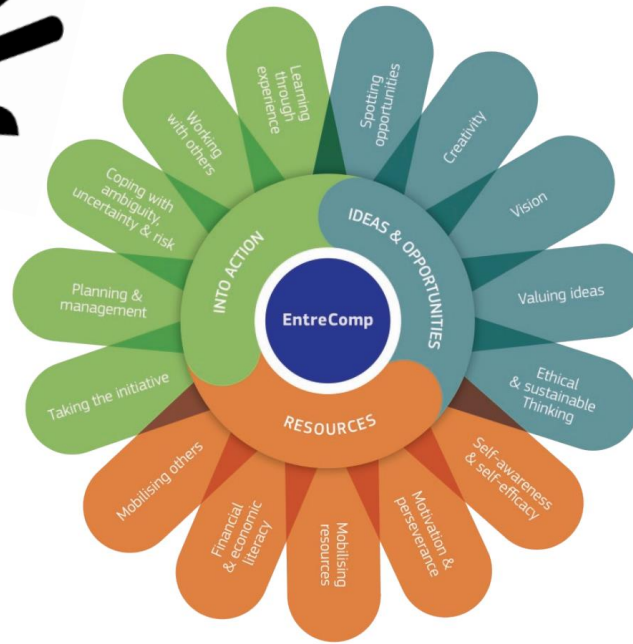 EntreComp
IDEAS & OPPORTUNITIES
Spotting
opportunities
Creativity
Vision
Valuing ideas
Ethical
& sustainable
Thinking
RESOURCES
Self-awareness
& self-efficacy
Motivation &
perseverance
Mobilising
resources
Financial
& economic
literacy
Mobilising others
INTO ACTION
Taking the initiative
Planning &
management
Coping with
ambiguity,
uncertainty & risk
Working
with others
Learning
through
experience